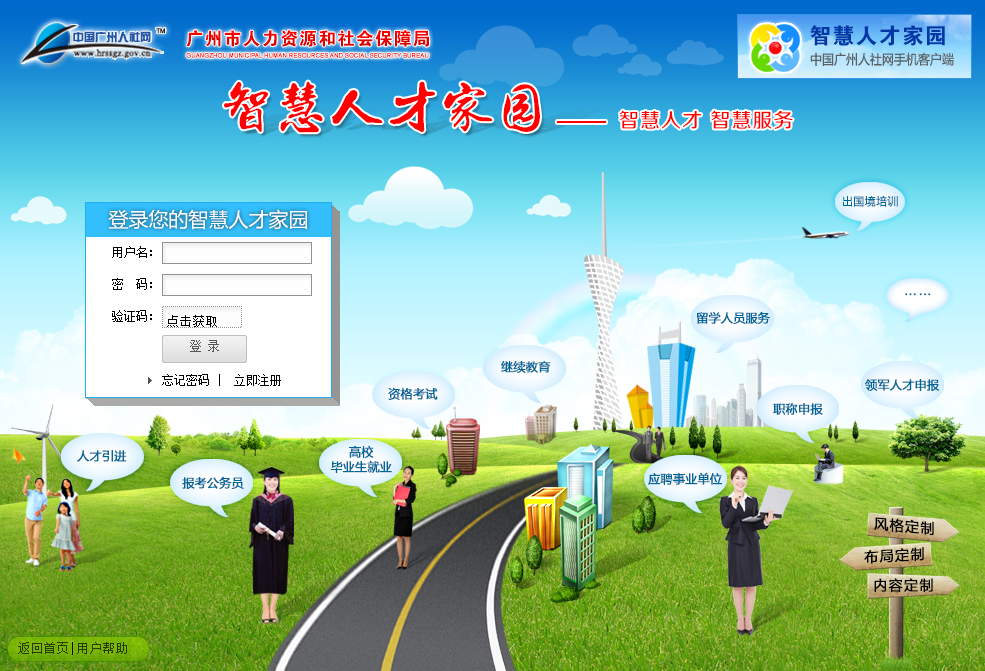 中国广州人社网 TM
www.hrssgz.gov.cn
广州市人力资源和社会保障局
GUANGZHOU MUNICIPAL HUMAN RESOURCES AND SOCIAL SECURITY BUREAU
智慧人才家园
中国广州人社网手机客户端
智慧人才家园 —— 智慧人才 智慧服务
出国境培训
登录您的智慧人才家园
用户名:
密 码:
验证码: 点击获取
登 录
忘记密码 | 立即注册
……
留学人员服务
继续教育
资格考试
领军人才申报
职称申报
人才引进
报考公务员
高校
毕业生就业
应聘事业单位
风格定制
布局定制
内容定制
返回首页|用户帮助